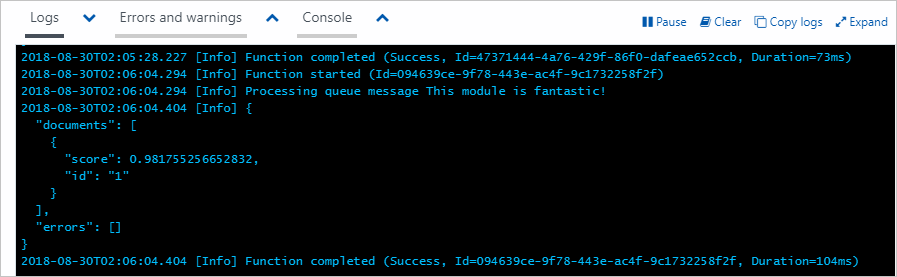 Logs Errors and warnings Console Pause Clear Copy logs Expand
2018-08-30T02:05:28.227 [Info] Function completed (Success, Id=47371444-4a76-429f-86f0-dafeae652ccb, Duration=73ms)
2018-08-30T02:06:04.294 [Info] Function started (Id=094639ce-9f78-443e-ac4f-9c1732258f2f)
2018-08-30T02:06:04.294 [Info] Processing queue message This module is fantastic!
2018-08-30T02:06:04.404 [Info] {
  "documents": [
    {
      "score": 0.981755256652832,
      "id": "1"
    }
  ],
  "errors": []
}
2018-08-30T02:06:04.404 [Info] Function completed (Success, Id=094639ce-9f78-443e-ac4f-9c1732258f2f, Duration=104ms)